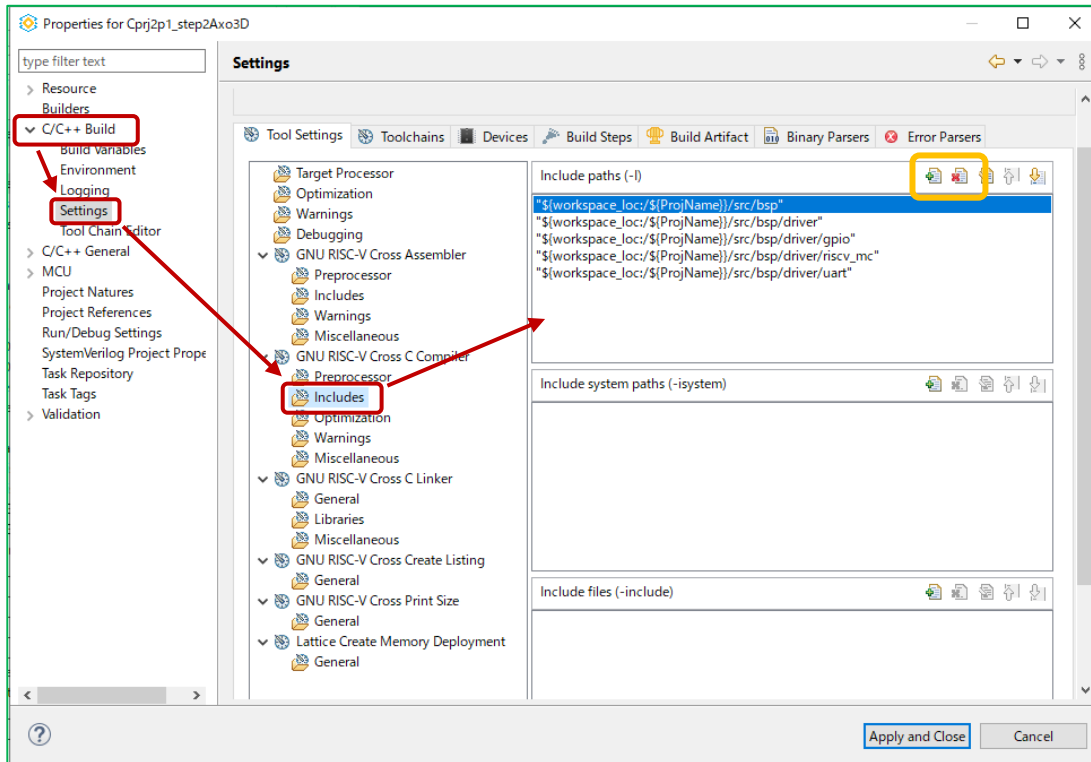 Properties for Cprj2p1_step2Axo3D
type filter text
Resource
Builders
C/C++ Build
Build Variables
Environment
Logging
Settings
Tool Chain Editor
C/C++ General
MCU
Project Natures
Project References
Run/Debug Settings
SystemVerilog Project Prope
Task Repository
Task Tags
Validation
Settings
Tool Settings
Toolchains
Devices
Build Steps
Build Artifact
Binary Parsers
Error Parsers
Target Processor
Optimization
Warnings
Debugging
GNU RISC-V Cross Assembler
Preprocessor
Includes
Warnings
Miscellaneous
GNU RISC-V Cross C Compiler
Preprocessor
Includes
Optimization
Warnings
Miscellaneous
GNU RISC-V Cross C Linker
General
Libraries
Miscellaneous
GNU RISC-V Cross Create Listing
General
GNU RISC-V Cross Print Size
General
Lattice Create Memory Deployment
General
Include paths (-I)
"${workspace_loc:/${ProjName}}/src/bsp"
"${workspace_loc:/${ProjName}}/src/bsp/driver"
"${workspace_loc:/${ProjName}}/src/bsp/driver/gpio"
"${workspace_loc:/${ProjName}}/src/bsp/driver/riscv_mc"
"${workspace_loc:/${ProjName}}/src/bsp/driver/uart"
Include system paths (-isystem)
Include files (-include)
Apply and Close
Cancel